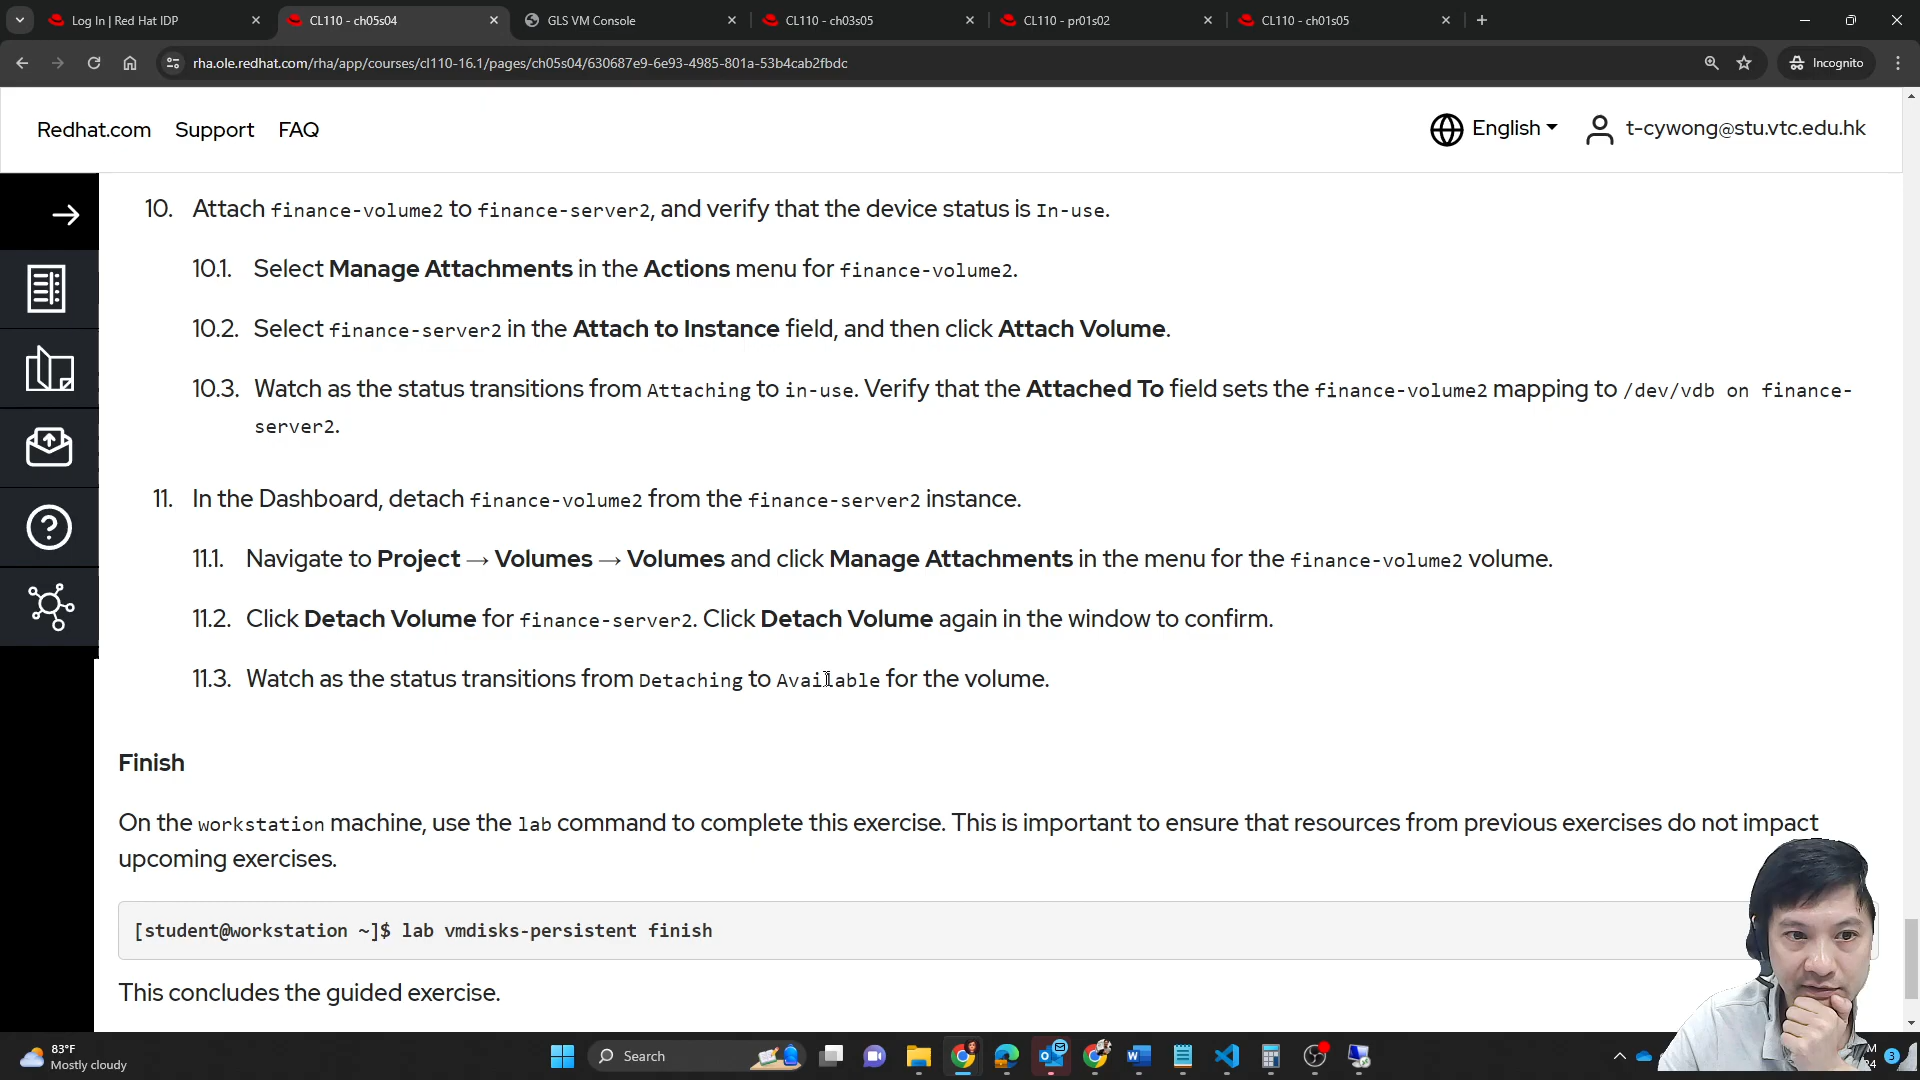 Log In | Red Hat IDP
CL110 - ch05s04
GLS VM Console
CL110 - ch03s05
CL110 - pr01s02
CL110 - ch01s05
rha.ole.redhat.com/rha/app/courses/cl110-16.1/pages/ch05s04/630687e9-6e93-4985-801a-53b4cab2fbdc
Incognito
Redhat.com Support FAQ
English
t-cywong@stu.vtc.edu.hk
10. Attach finance-volume2 to finance-server2, and verify that the device status is In-use.
10.1. Select Manage Attachments in the Actions menu for finance-volume2.
10.2. Select finance-server2 in the Attach to Instance field, and then click Attach Volume.
10.3. Watch as the status transitions from Attaching to in-use. Verify that the Attached To field sets the finance-volume2 mapping to /dev/vdb on finance-
server2.
11. In the Dashboard, detach finance-volume2 from the finance-server2 instance.
11.1. Navigate to Project → Volumes → Volumes and click Manage Attachments in the menu for the finance-volume2 volume.
11.2. Click Detach Volume for finance-server2. Click Detach Volume again in the window to confirm.
11.3. Watch as the status transitions from Detaching to Available for the volume.
Finish
On the workstation machine, use the lab command to complete this exercise. This is important to ensure that resources from previous exercises do not impact
upcoming exercises.
[student@workstation ~]$ lab vmdisks-persistent finish
This concludes the guided exercise.
83°F
Mostly cloudy
Search
3